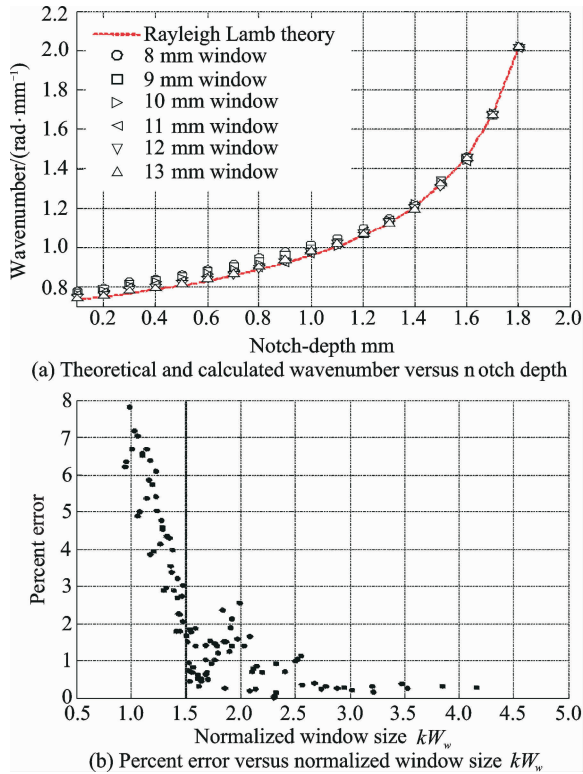 2.2
2.0
1.8
1.6
1.4
1.2
1.0
0.8
Wavenumber/(rad·mm⁻¹)
Rayleigh Lamb theory
8 mm window
9 mm window
10 mm window
11 mm window
12 mm window
13 mm window
0.2 0.4 0.6 0.8 1.0 1.2 1.4 1.6 1.8 2.0
Notch-depth mm
(a) Theoretical and calculated wavenumber versus n otch depth
8
7
6
5
4
3
2
1
0
Percent error
0.5 1.0 1.5 2.0 2.5 3.0 3.5 4.0 4.5 5.0
Normalized window size kWw
(b) Percent error versus normalized window size kWw